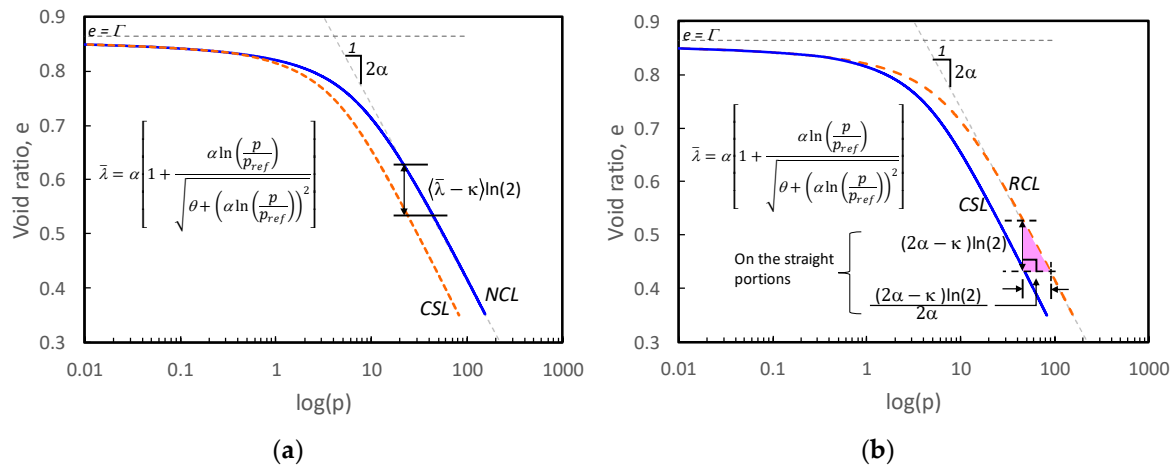 e = Γ
1
2α
λ̄ = α [1 + αln(p/p_ref) / √(θ + (αln(p/p_ref))²)]
⟨λ̄ − κ⟩ln(2)
CSL
NCL
Void ratio, e
0.9
0.8
0.7
0.6
0.5
0.4
0.3
0.01
0.1
1
10
100
1000
log(p)
(a)
e = Γ
1
2α
λ̄ = α [1 + αln(p/p_ref) / √(θ + (αln(p/p_ref))²)]
RCL
CSL
On the straight
portions
(2α − κ)ln(2)
(2α − κ)ln(2)
2α
Void ratio, e
0.9
0.8
0.7
0.6
0.5
0.4
0.3
0.01
0.1
1
10
100
1000
log(p)
(b)